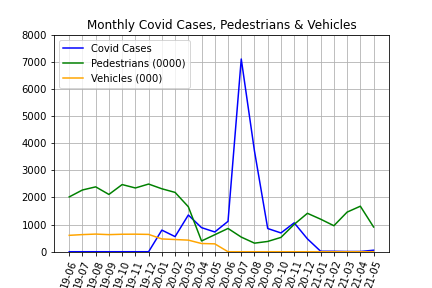 Monthly Covid Cases, Pedestrians & Vehicles
8000
7000
6000
5000
4000
3000
2000
1000
0
Covid Cases
Pedestrians (0000)
Vehicles (000)
19-06 19-07 19-08 19-09 19-10 19-11 19-12 20-01 20-02 20-03 20-04 20-05 20-06 20-07 20-08 20-09 20-10 20-11 20-12 21-01 21-02 21-03 21-04 21-05